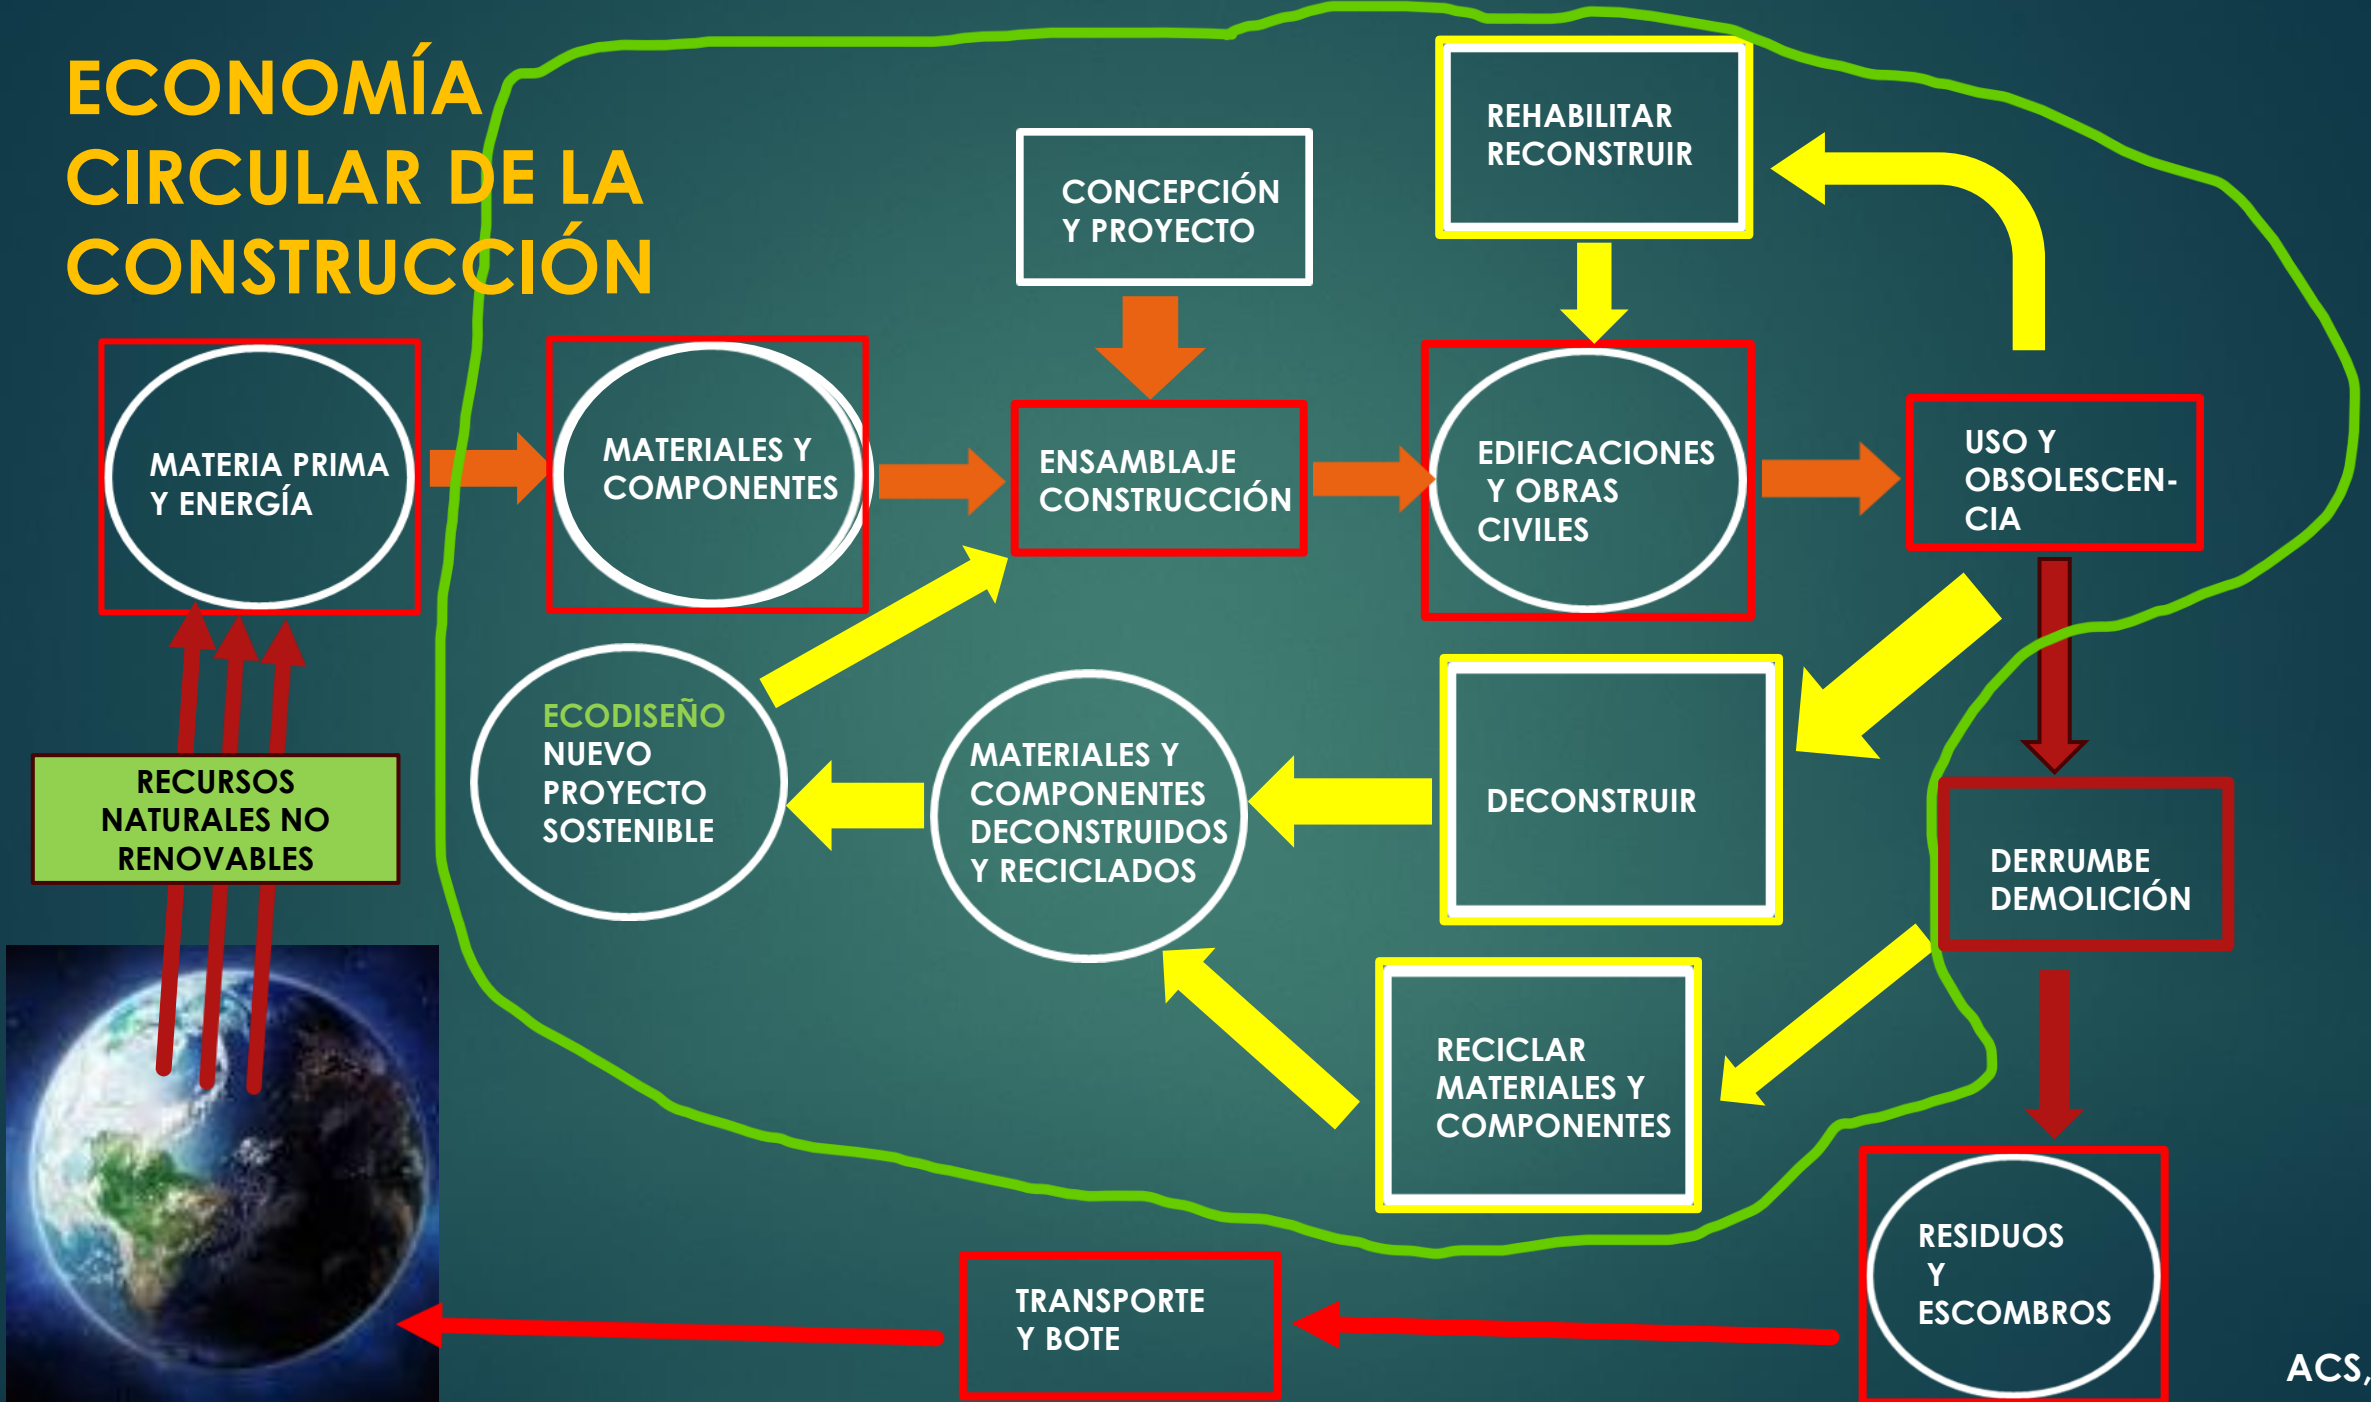 ECONOMÍA
CIRCULAR DE LA
CONSTRUCCIÓN
REHABILITAR
RECONSTRUIR
CONCEPCIÓN
Y PROYECTO
MATERIA PRIMA
Y ENERGÍA
MATERIALES Y
COMPONENTES
ENSAMBLAJE
CONSTRUCCIÓN
EDIFICACIONES
Y OBRAS
CIVILES
USO Y
OBSOLESCEN-
CIA
ECODISEÑO
NUEVO
PROYECTO
SOSTENIBLE
MATERIALES Y
COMPONENTES
DECONSTRUIDOS
Y RECICLADOS
DECONSTRUIR
RECURSOS
NATURALES NO
RENOVABLES
DERRUMBE
DEMOLICIÓN
RECICLAR
MATERIALES Y
COMPONENTES
RESIDUOS
Y
ESCOMBROS
TRANSPORTE
Y BOTE
ACS,